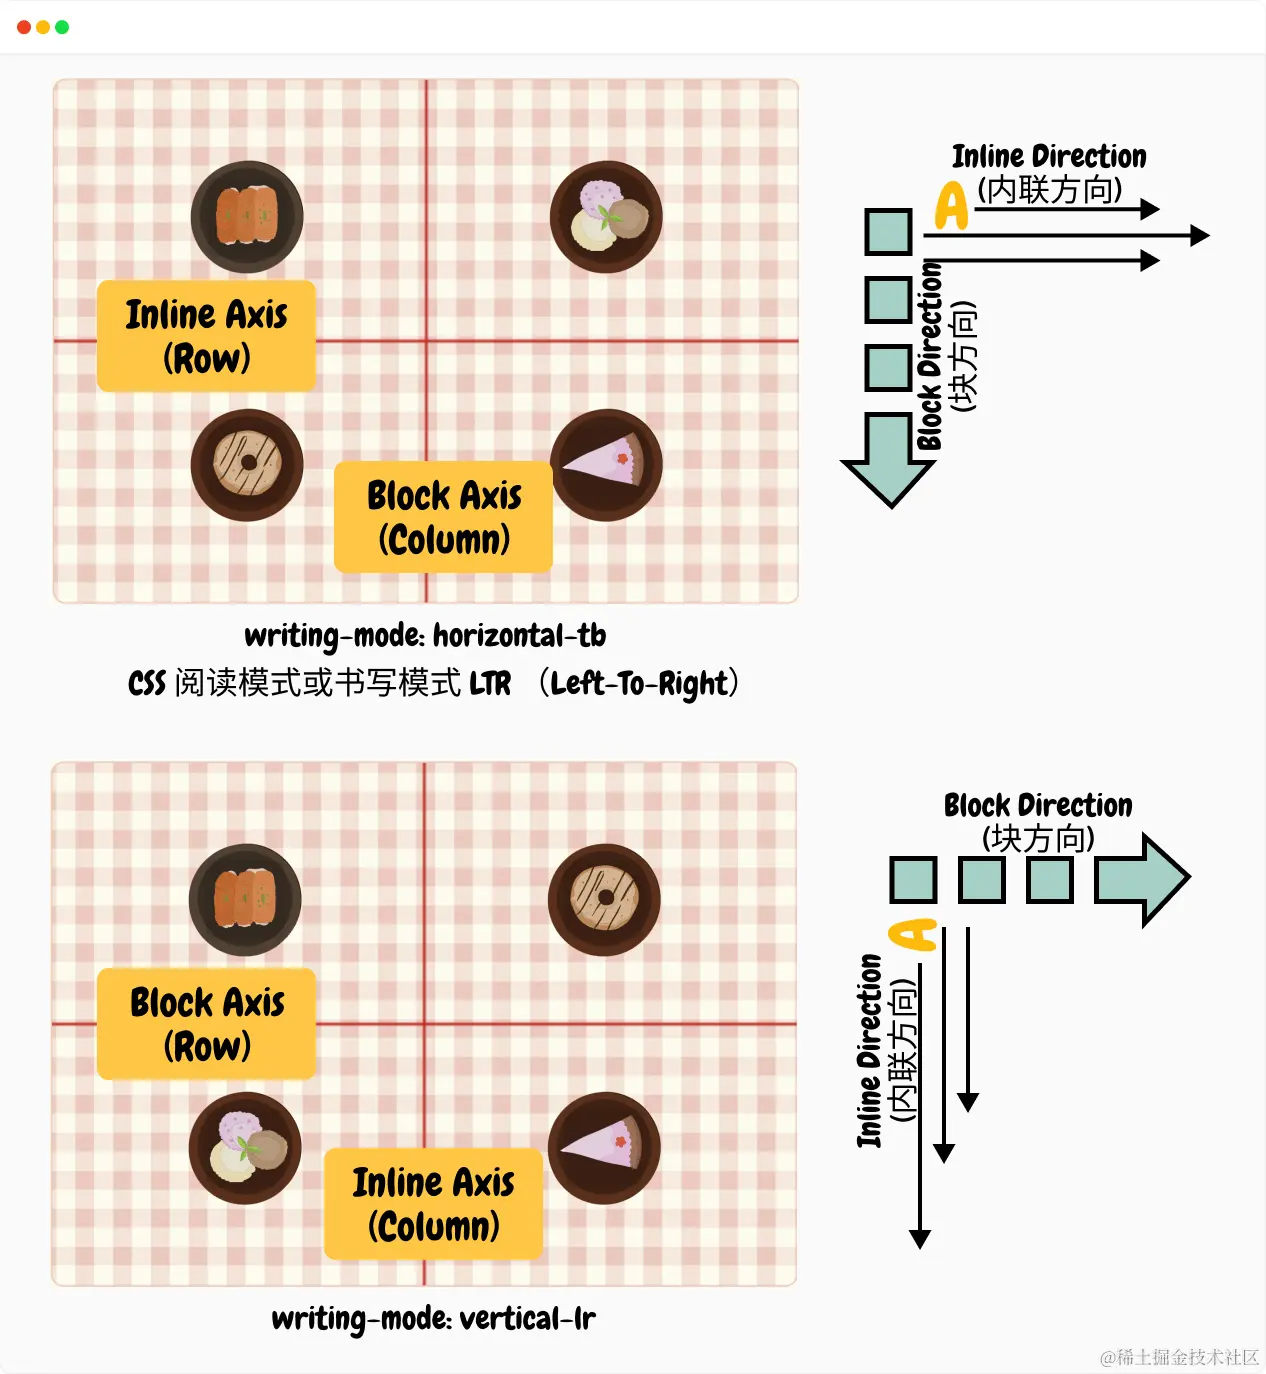 Inline Direction
(内联方向)
A
Inline Axis
(Row)
Block Direction
(块方向)
Block Axis
(Column)
writing-mode: horizontal-tb
CSS 阅读模式或书写模式 LTR （Left-To-Right）
Block Direction
(块方向)
A
Block Axis
(Row)
Inline Direction
(内联方向)
Inline Axis
(Column)
writing-mode: vertical-lr
@稀土掘金技术社区